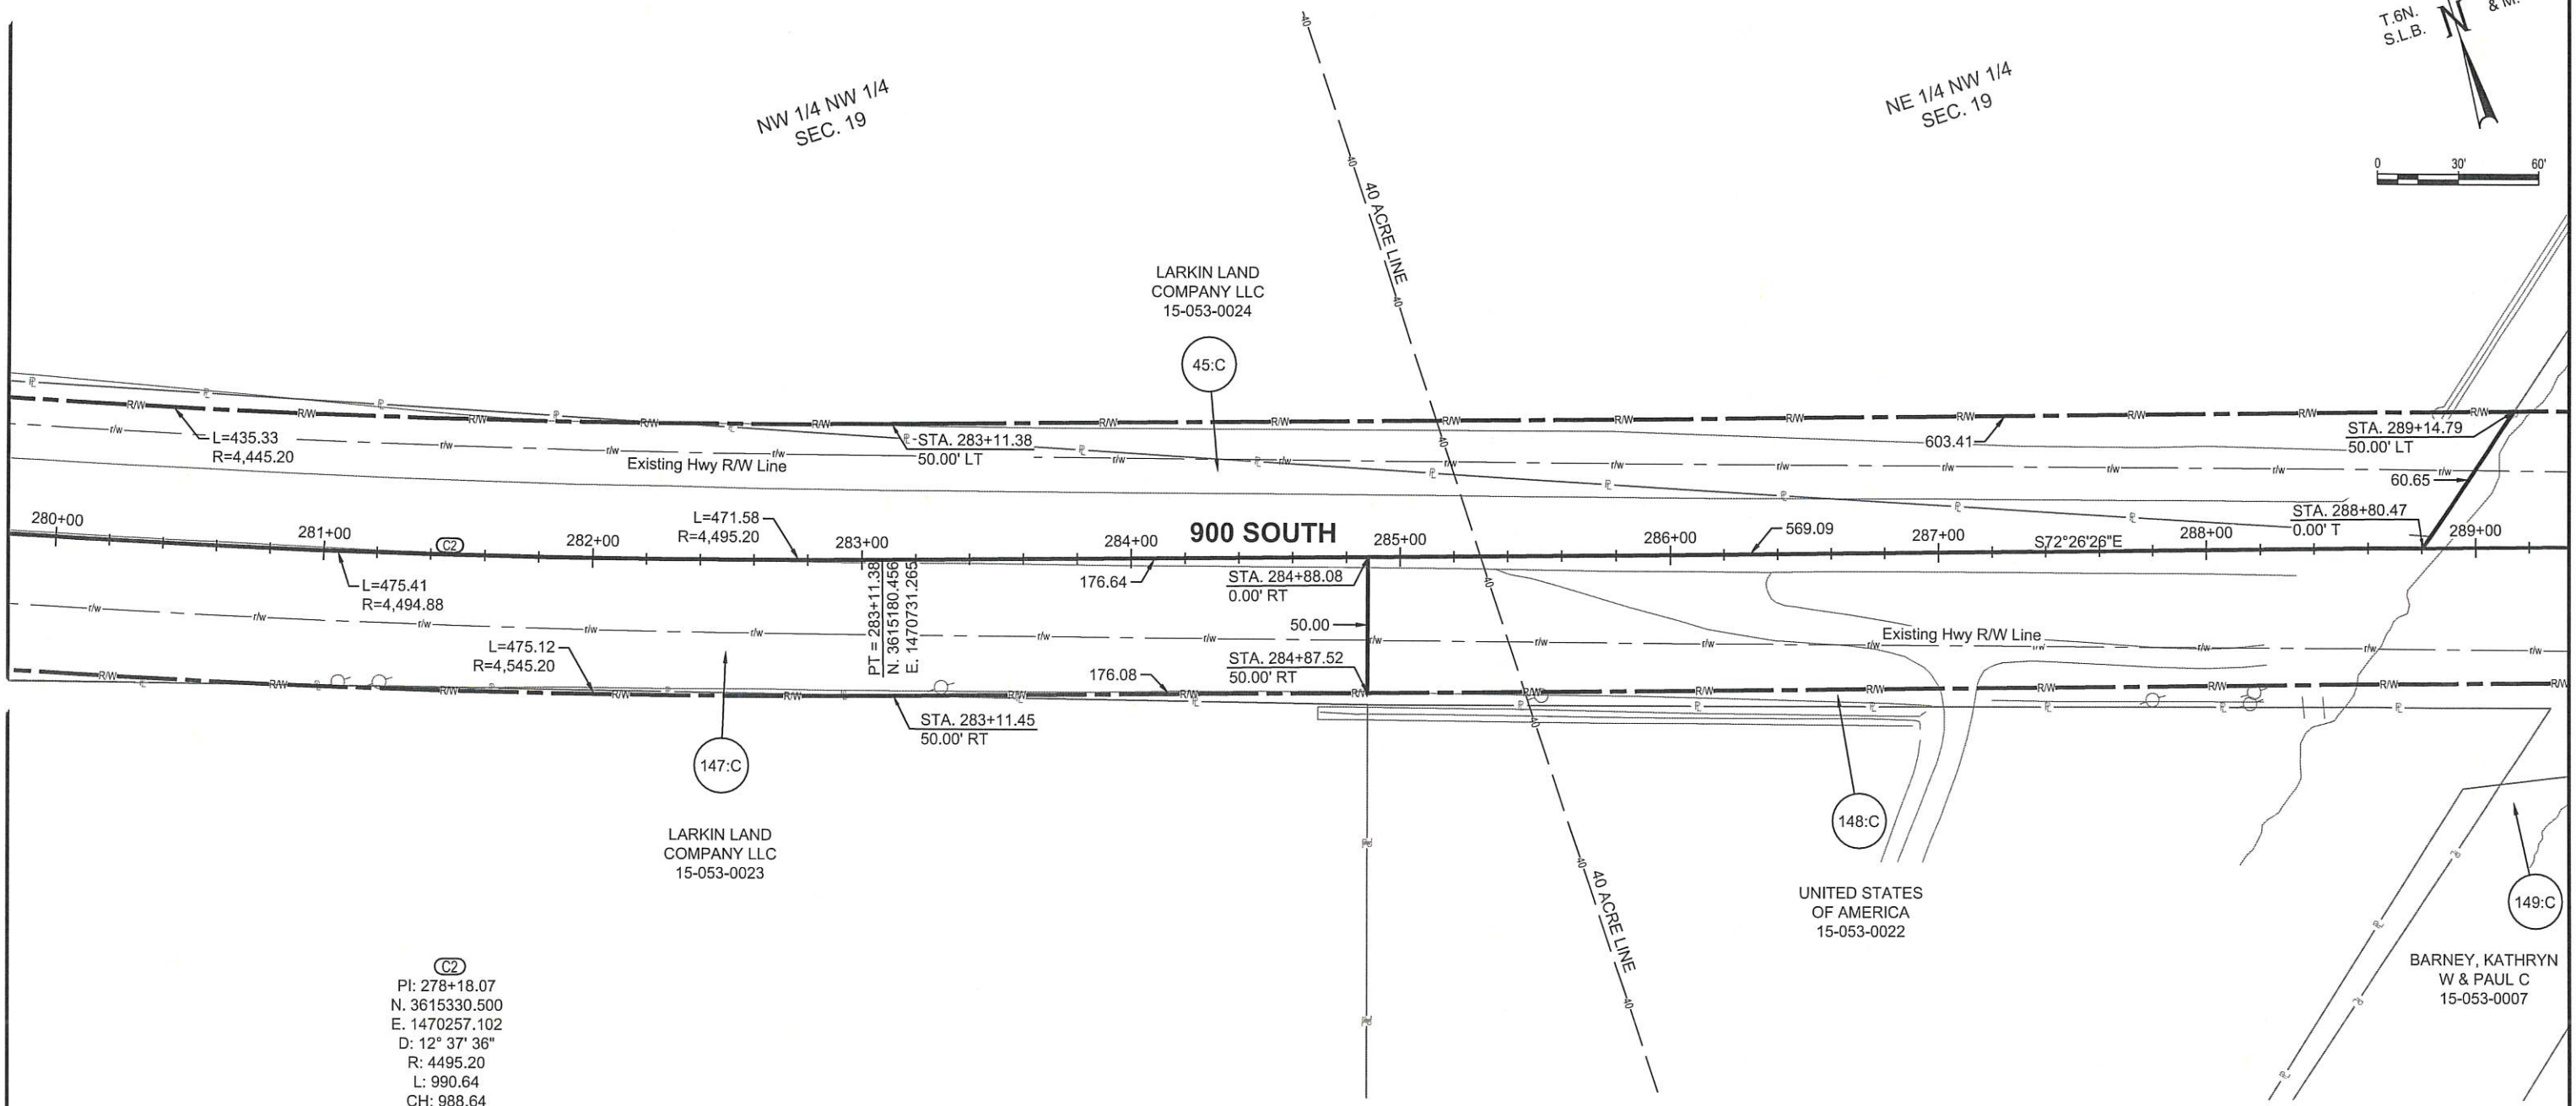 T.6N.
S.L.B.
N
& M.
0 30' 60'
NW 1/4 NW 1/4
SEC. 19
NE 1/4 NW 1/4
SEC. 19
40 ACRE LINE
LARKIN LAND
COMPANY LLC
15-053-0024
45:C
L=435.33
R=4,445.20
Existing Hwy R/W Line
STA. 283+11.38
50.00' LT
603.41
STA. 289+14.79
50.00' LT
60.65
STA. 288+80.47
0.00' T
280+00
281+00
C2
282+00
L=471.58
R=4,495.20
283+00
284+00
900 SOUTH
285+00
286+00
569.09
287+00
S72°26'26"E
288+00
289+00
L=475.41
R=4,494.88
PT = 283+11.38
N. 3615180.456
E. 1470731.265
176.64
STA. 284+88.08
0.00' RT
50.00
STA. 284+87.52
50.00' RT
176.08
L=475.12
R=4,545.20
STA. 283+11.45
50.00' RT
Existing Hwy R/W Line
147:C
LARKIN LAND
COMPANY LLC
15-053-0023
148:C
UNITED STATES
OF AMERICA
15-053-0022
40 ACRE LINE
149:C
BARNEY, KATHRYN
W & PAUL C
15-053-0007
C2
PI: 278+18.07
N. 3615330.500
E. 1470257.102
D: 12° 37' 36"
R: 4495.20
L: 990.64
CH: 988.64